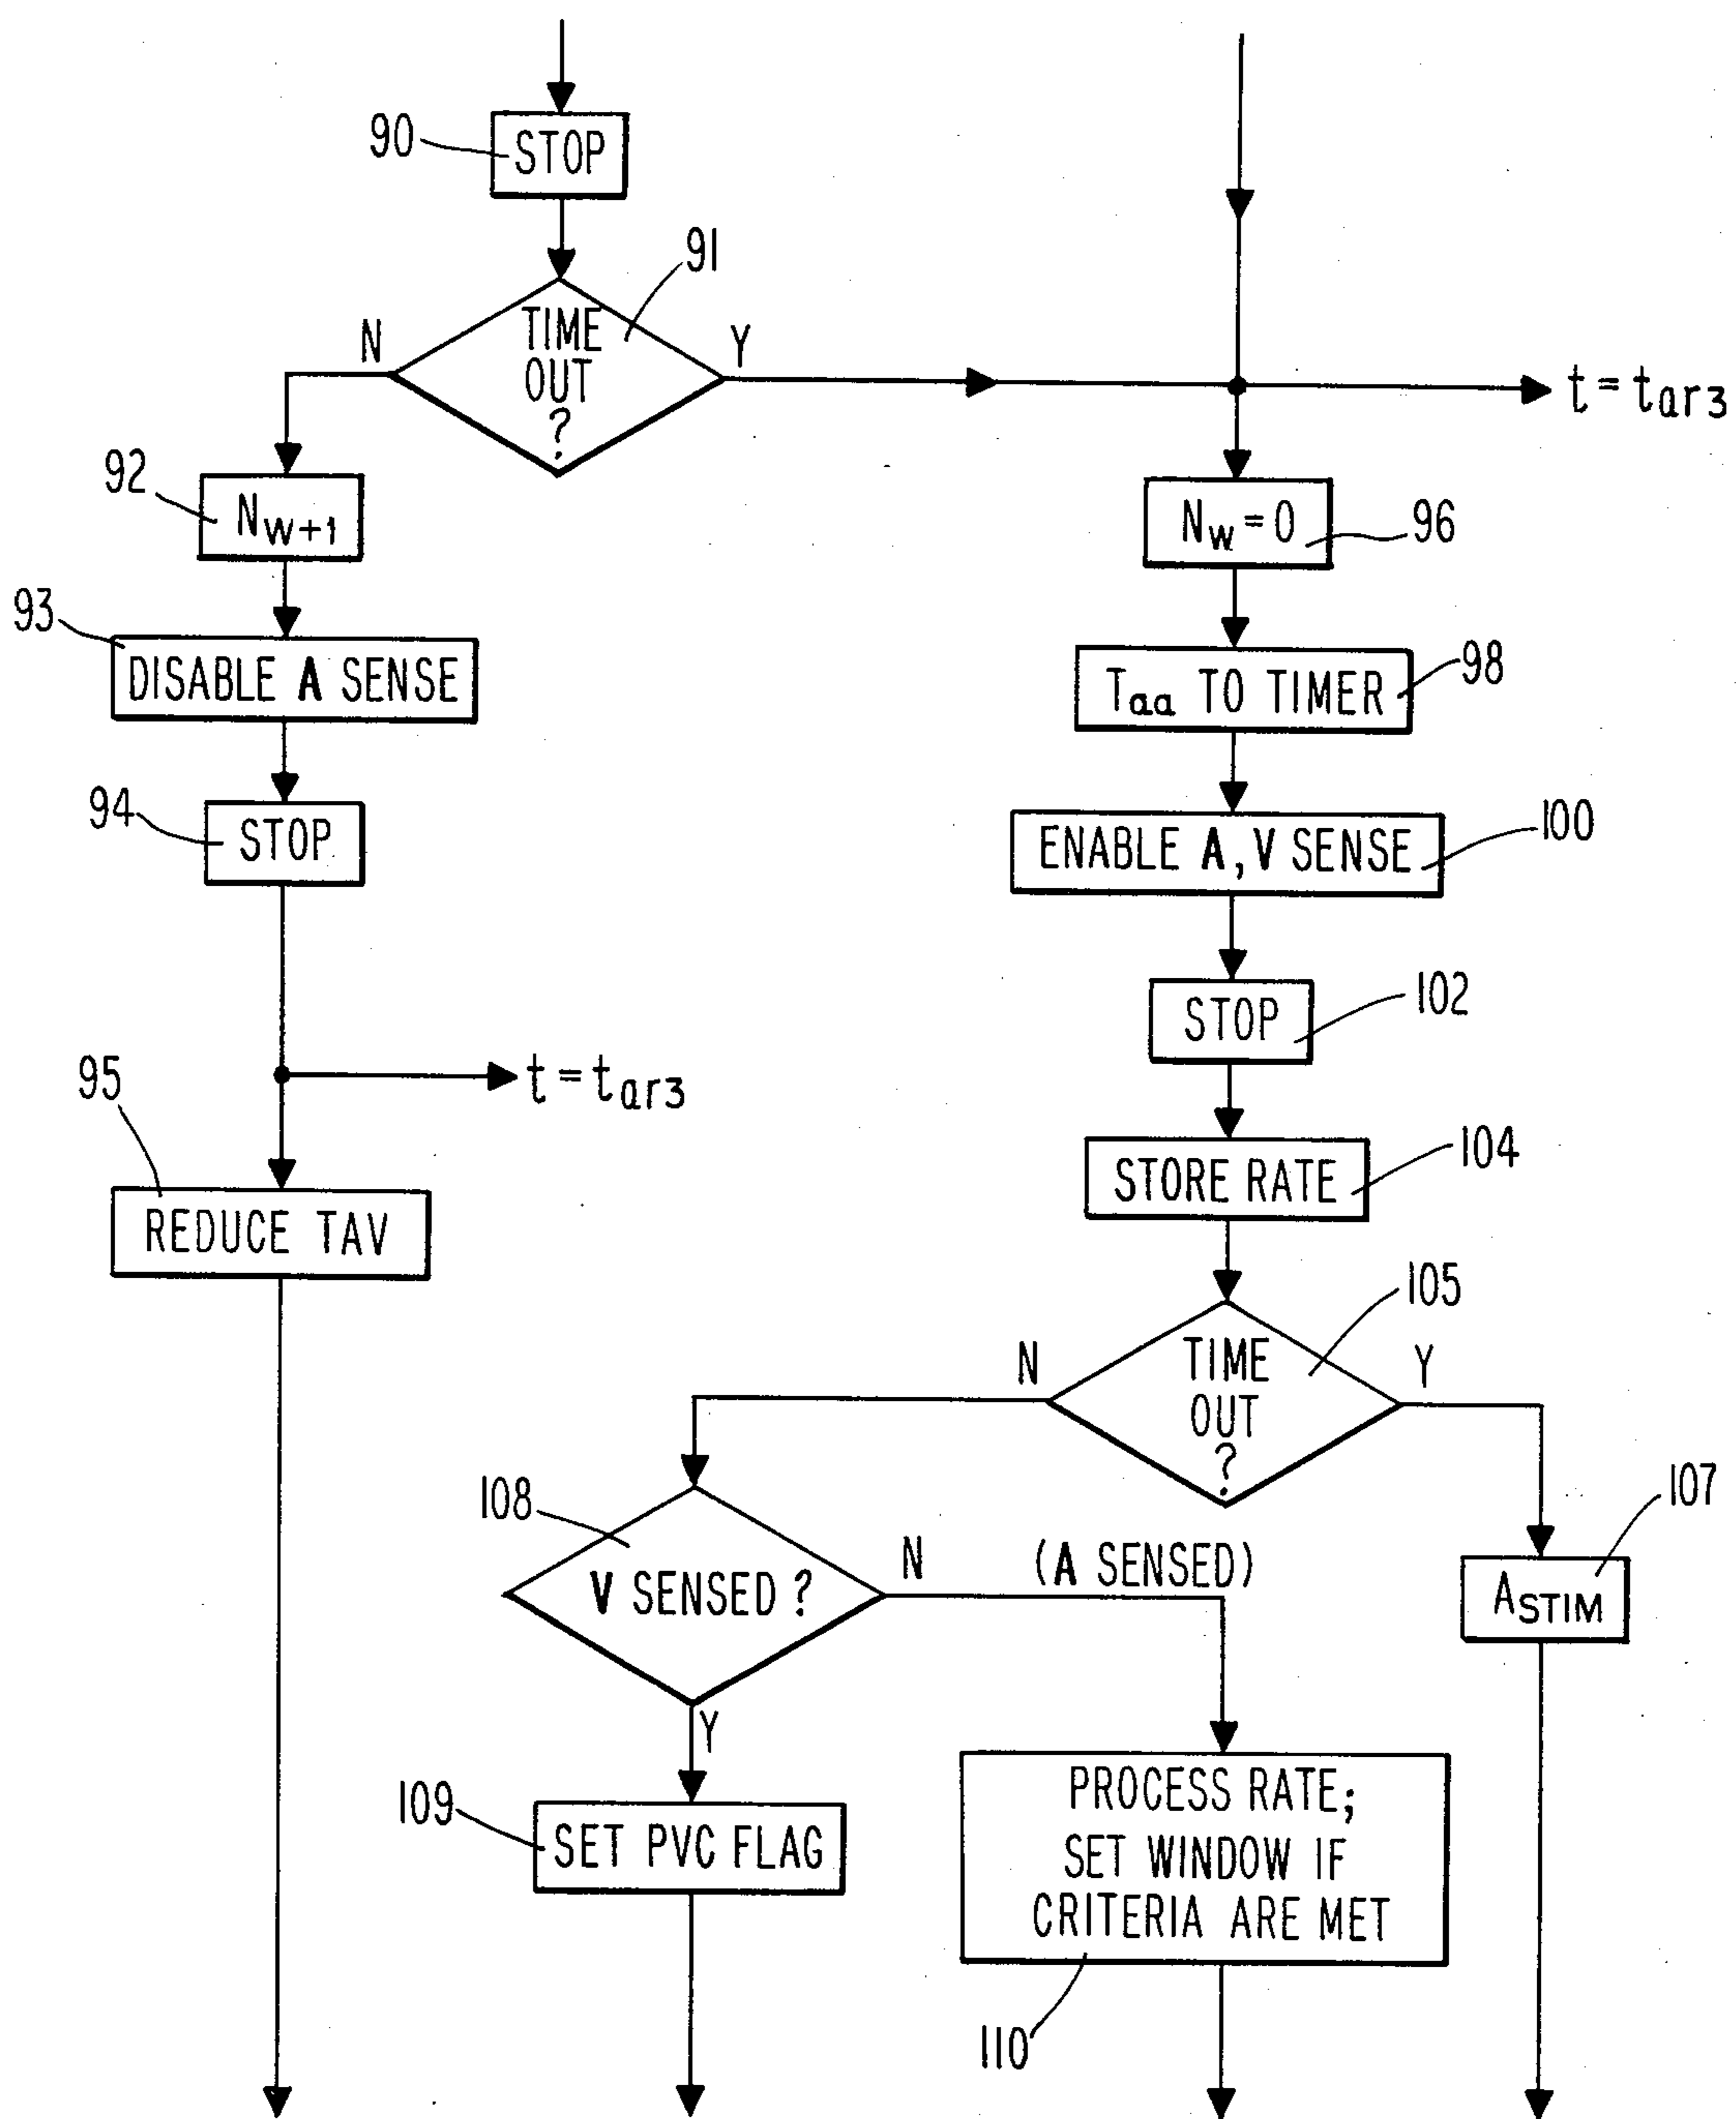 90
STOP
91
TIME
OUT
?
N
Y
t = tar3
92
Nw+1
Nw = 0
96
93
DISABLE A SENSE
Taa TO TIMER
98
94
STOP
ENABLE A, V SENSE
100
STOP
102
t = tar3
95
REDUCE TAV
STORE RATE
104
105
TIME
OUT
?
N
Y
108
V SENSED ?
N
(A SENSED)
Y
107
ASTIM
109
SET PVC FLAG
PROCESS RATE;
SET WINDOW IF
CRITERIA ARE MET
110